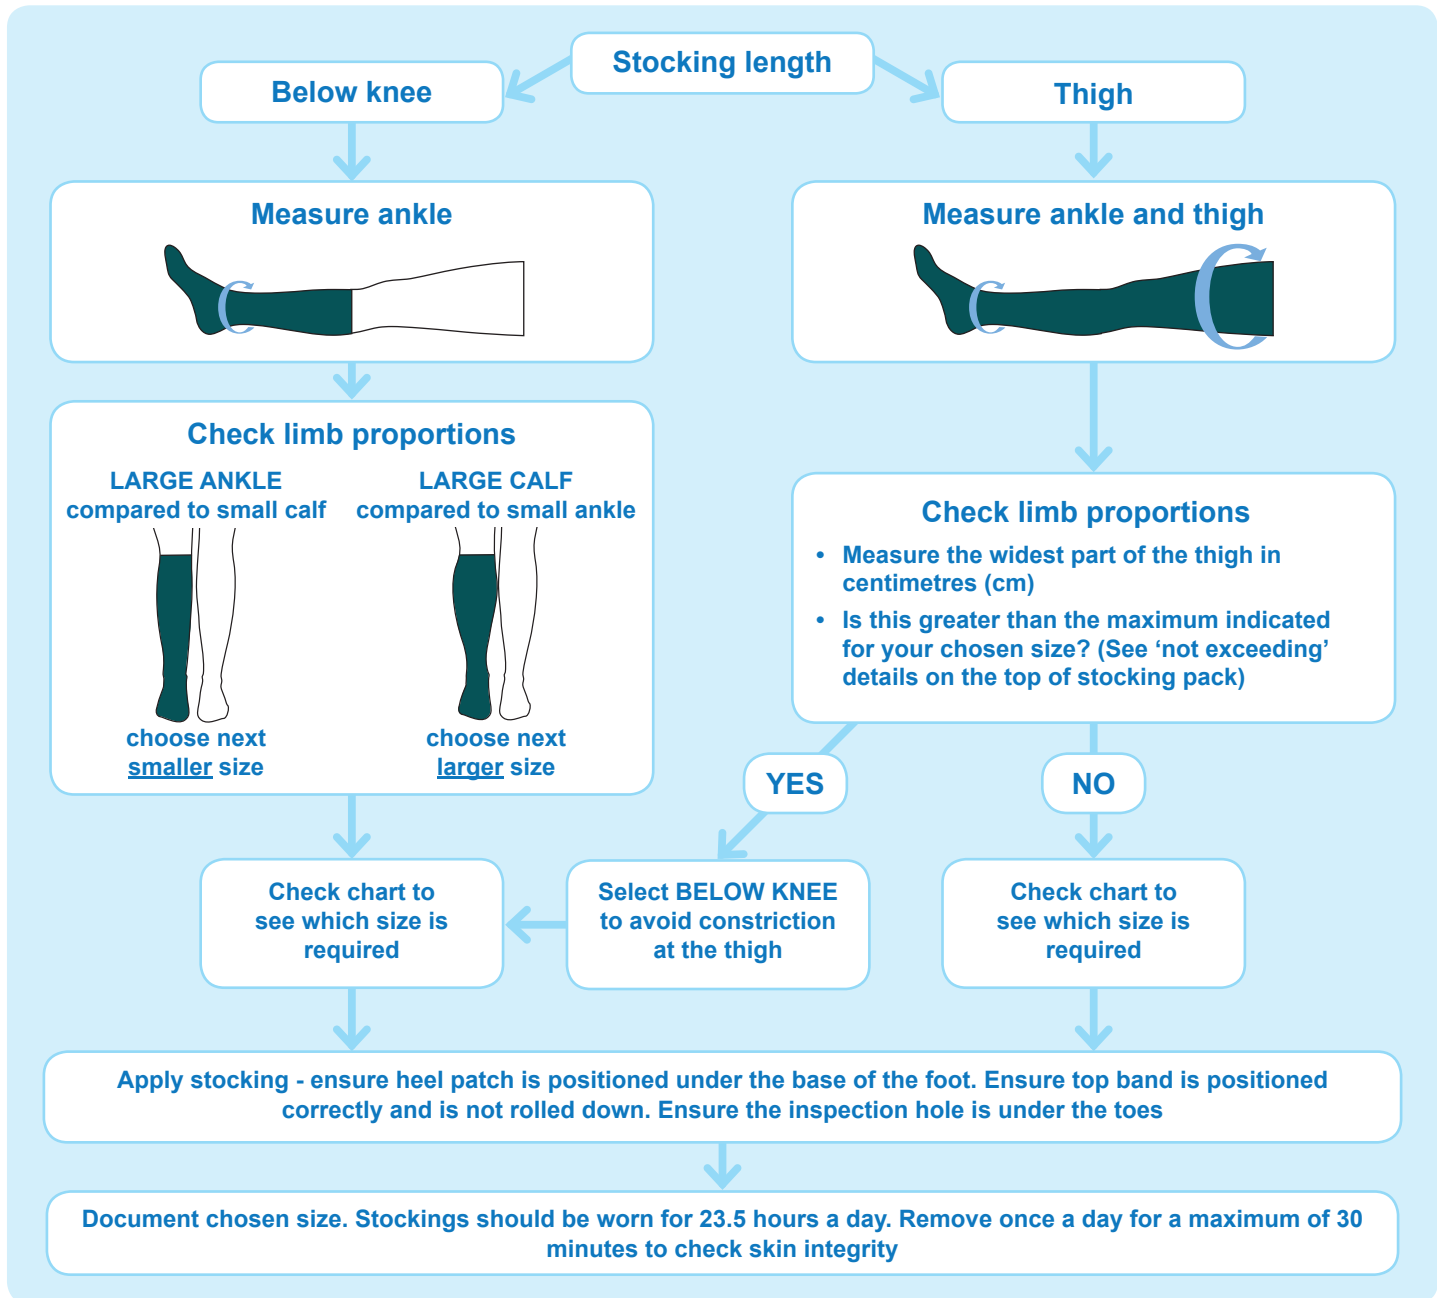 Stocking length
Below knee
Thigh
Measure ankle
Measure ankle and thigh
Check limb proportions
LARGE ANKLE
compared to small calf
choose next
smaller size
LARGE CALF
compared to small ankle
choose next
larger size
Check limb proportions
• Measure the widest part of the thigh in
centimetres (cm)
• Is this greater than the maximum indicated
for your chosen size? (See ‘not exceeding’
details on the top of stocking pack)
YES
NO
Check chart to
see which size is
required
Select BELOW KNEE
to avoid constriction
at the thigh
Check chart to
see which size is
required
Apply stocking - ensure heel patch is positioned under the base of the foot. Ensure top band is positioned
correctly and is not rolled down. Ensure the inspection hole is under the toes
Document chosen size. Stockings should be worn for 23.5 hours a day. Remove once a day for a maximum of 30
minutes to check skin integrity